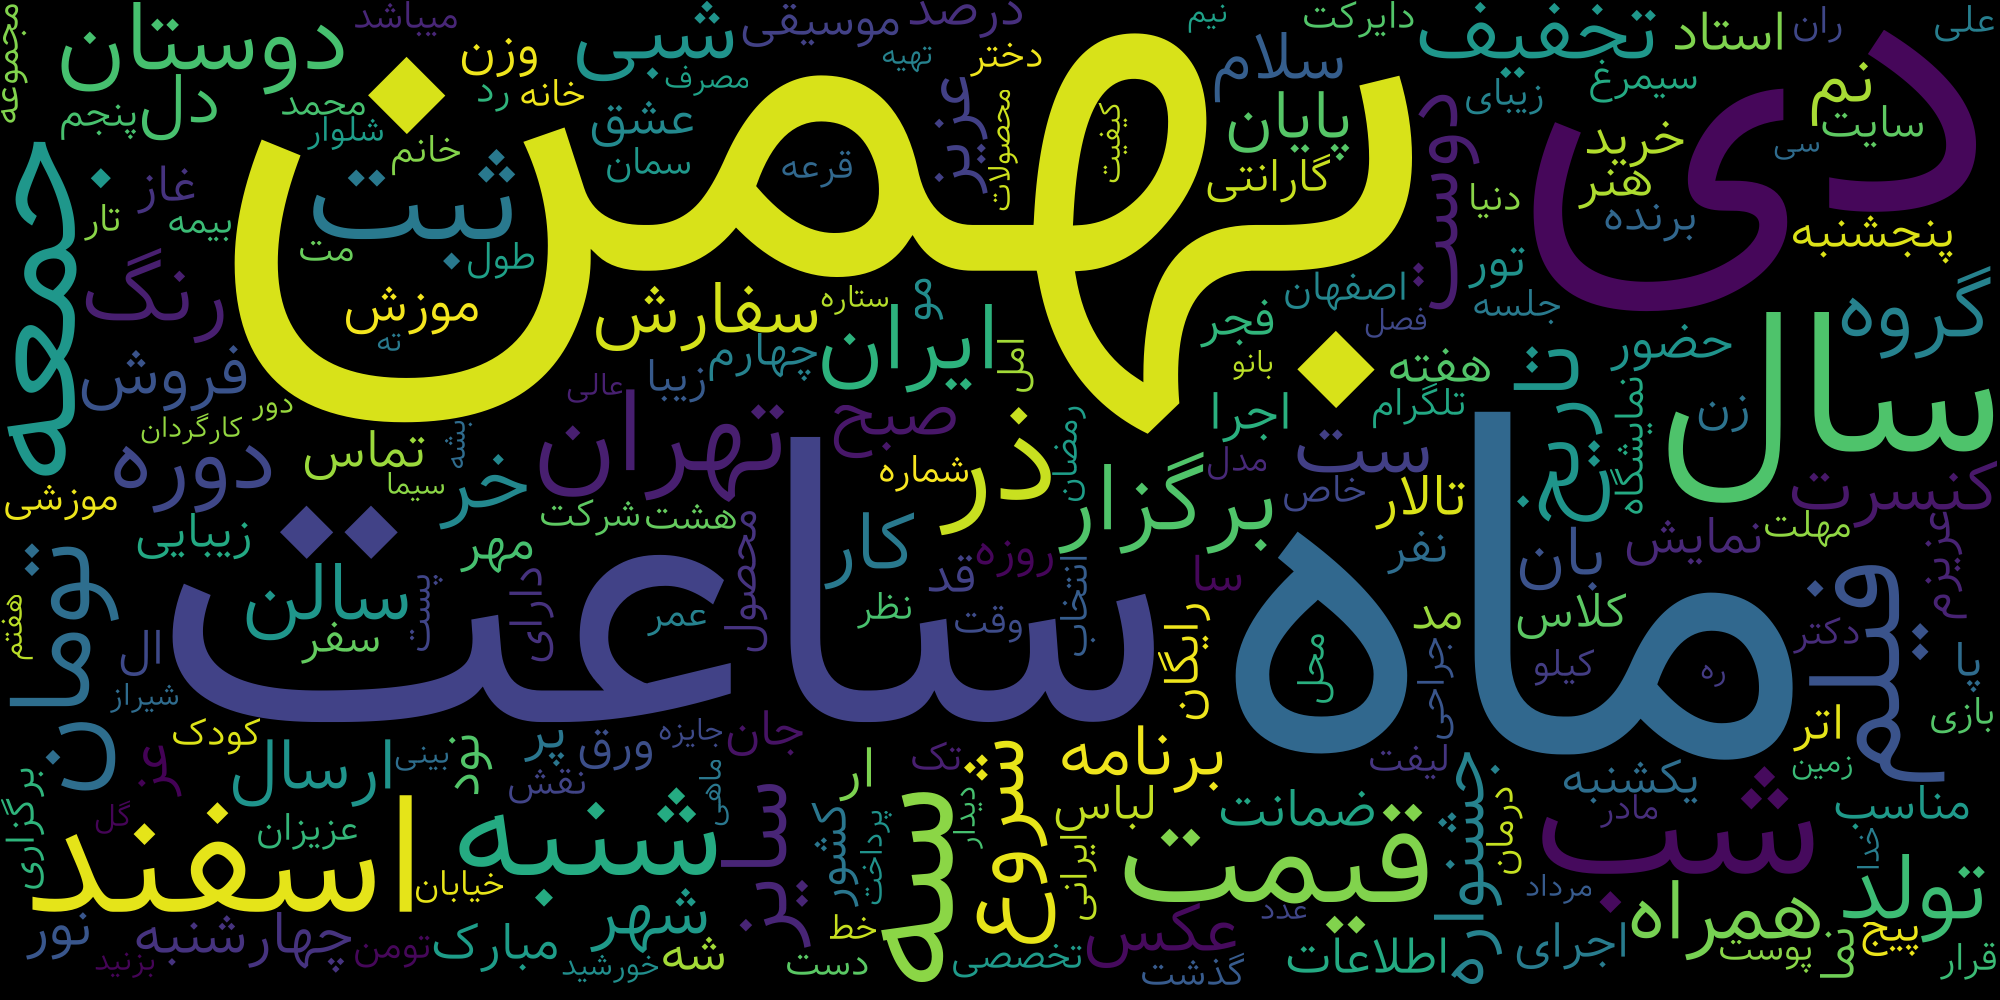 بهمن
ماه
ساعت
دی
سال
اسفند
شب
سه
قیمت
شنبه
جمعه
تومان
فیلم
ذر
تهران
ایران
ثبت
سالن
شروع
تاریخ
برگزار
تولد
همراه
سایز
جشنواره
دوستان
شبی
تخفیف
موسیقی
درصد
میباشد
مجموعه
وزن
دل
محمد
پنجم
شلوار
خانه
رد
خانم
عشق
سمان
مصرف
تهیه
دختر
عزیز
محصولات
قرعه
نیم
دایرکت
سلام
پایان
گارانتی
کیفیت
استاد
ران
علی
سیمرغ
زیبای
نم
سایت
سی
خرید
هنر
دنیا
برنده
پنجشنبه
دوست
تور
جلسه
گروه
حضور
اصفهان
فصل
فجر
بانو
هفته
تلگرام
نمایشگاه
زن
اجرا
ست
مدل
خاص
تالار
کنسرت
مهلت
نمایش
عزیزم
بان
نفر
کلاس
دکتر
مد
جراحی
کیلو
پا
بازی
اتر
زمین
لیفت
یکشنبه
مناسب
مادر
خدا
مرداد
درمان
ضمانت
لباس
برنامه
رایگان
محل
ره
غاز
تار
بیمه
مت
طول
رنگ
موزش
ته
سفارش
ستاره
مو
امل
چهارم
زیبا
عالی
فروش
دور
کارگردان
دوره
تماس
سیما
بشه
خر
صبح
شماره
رمضان
موزشی
زیبایی
شرکت
هشت
مهر
محصول
کار
روزه
قد
انتخاب
سا
وقت
نظر
عمر
دارای
پست
سفر
هفتم
ال
شیراز
کودک
ارسال
بینی
نود
پر
ورق
نقش
جایزه
جان
ماهی
تک
ار
دیدار
عز
برگزاری
گل
عزیزان
خیابان
نور
چهارشنبه
بزنید
تومن
مبارک
خورشید
شهر
شه
کشور
پرداخت
خط
دست
تخصصی
ایرانی
عکس
گذشت
عدد
اطلاعات
اجرای
پوست
پیج
قرار